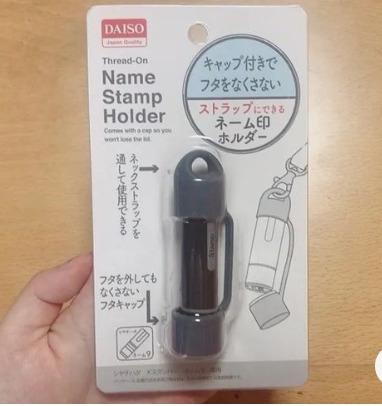 DAISO
Japan Quality
Thread-On
Name
Stamp
Holder
Comes with a cap so you
won't lose the lid.
キャップ付きで
フタをなくさない
ストラップにできる
ネーム印
ホルダー
ネックストラップを
通して使用できる
フタを外しても
なくさない
フタキャップ
ネーム9